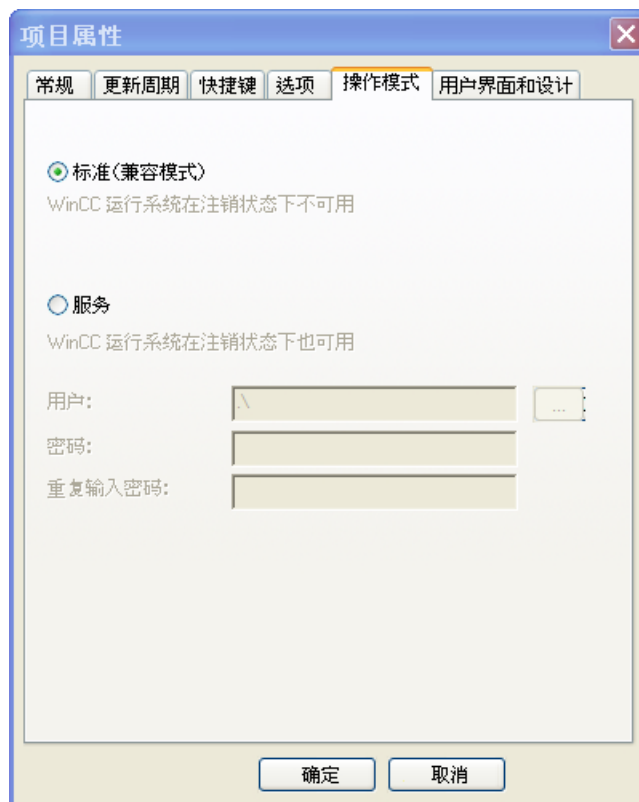 项目属性
常规 更新周期 快捷键 选项 操作模式 用户界面和设计
标准(兼容模式)
WinCC 运行系统在注销状态下不可用
服务
WinCC 运行系统在注销状态下也可用
用户: .\ ...
密码:
重复输入密码:
确定 取消